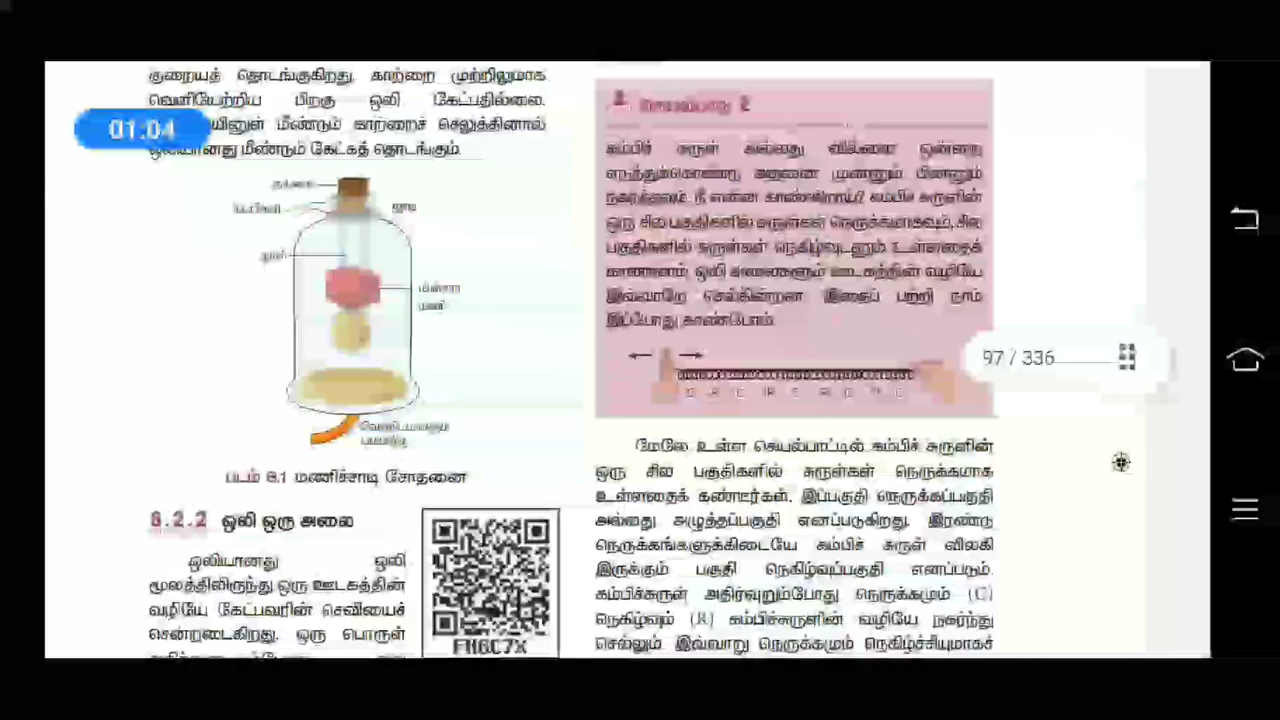 குறையத் தொடங்குகிறது. காற்றை முற்றிலுமாக
வெளியேற்றிய பிறகு ஒலி கேட்பதில்லை.
01:04
யினுள் மீண்டும் காற்றைச் செலுத்தினால்
ஒலியானது மீண்டும் கேட்கத் தொடங்கும்.
தக்கை
ஜாடி
மின்சார
மணி
படம் 8.1 மணிச்சாடி சோதனை
8.2.2 ஒலி ஒரு அலை
ஒலியானது ஒலி
மூலத்திலிருந்து ஒரு ஊடகத்தின்
வழியே கேட்பவரின் செவியைச்
சென்றடைகிறது. ஒரு பொருள்
FH6C7X
செயல்பாடு 2
கம்பிச் சுருள் அல்லது வில்லை ஒன்றை
எடுத்துக்கொண்டு அதனை முன்னும் பின்னும்
நகர்த்தவும். நீ என்ன காண்கிறாய்? கம்பிச் சுருளின்
ஒரு சில பகுதிகளில் சுருள்கள் நெருக்கமாகவும், சில
பகுதிகளில் சுருள்கள் நெகிழ்வுடனும் உள்ளதைக்
காணலாம். ஒலி அலைகளும் ஊடகத்தின் வழியே
இவ்வாறே செல்கின்றன. இதைப் பற்றி நாம்
இப்போது காண்போம்.
97 / 336
மேலே உள்ள செயல்பாட்டில் கம்பிச் சுருளின்
ஒரு சில பகுதிகளில் சுருள்கள் நெருக்கமாக
உள்ளதைக் கண்டீர்கள். இப்பகுதி நெருக்கப்பகுதி
அல்லது அழுத்தப்பகுதி எனப்படுகிறது. இரண்டு
நெருக்கங்களுக்கிடையே கம்பிச் சுருள் விலகி
இருக்கும் பகுதி நெகிழ்வுப்பகுதி எனப்படும்.
கம்பிச்சுருள் அதிர்வுறும்போது நெருக்கமும் (C)
நெகிழ்வும் (R) கம்பிச்சுருளின் வழியே நகர்ந்து
செல்லும். இவ்வாறு நெருக்கமும் நெகிழ்ச்சியுமாகச்